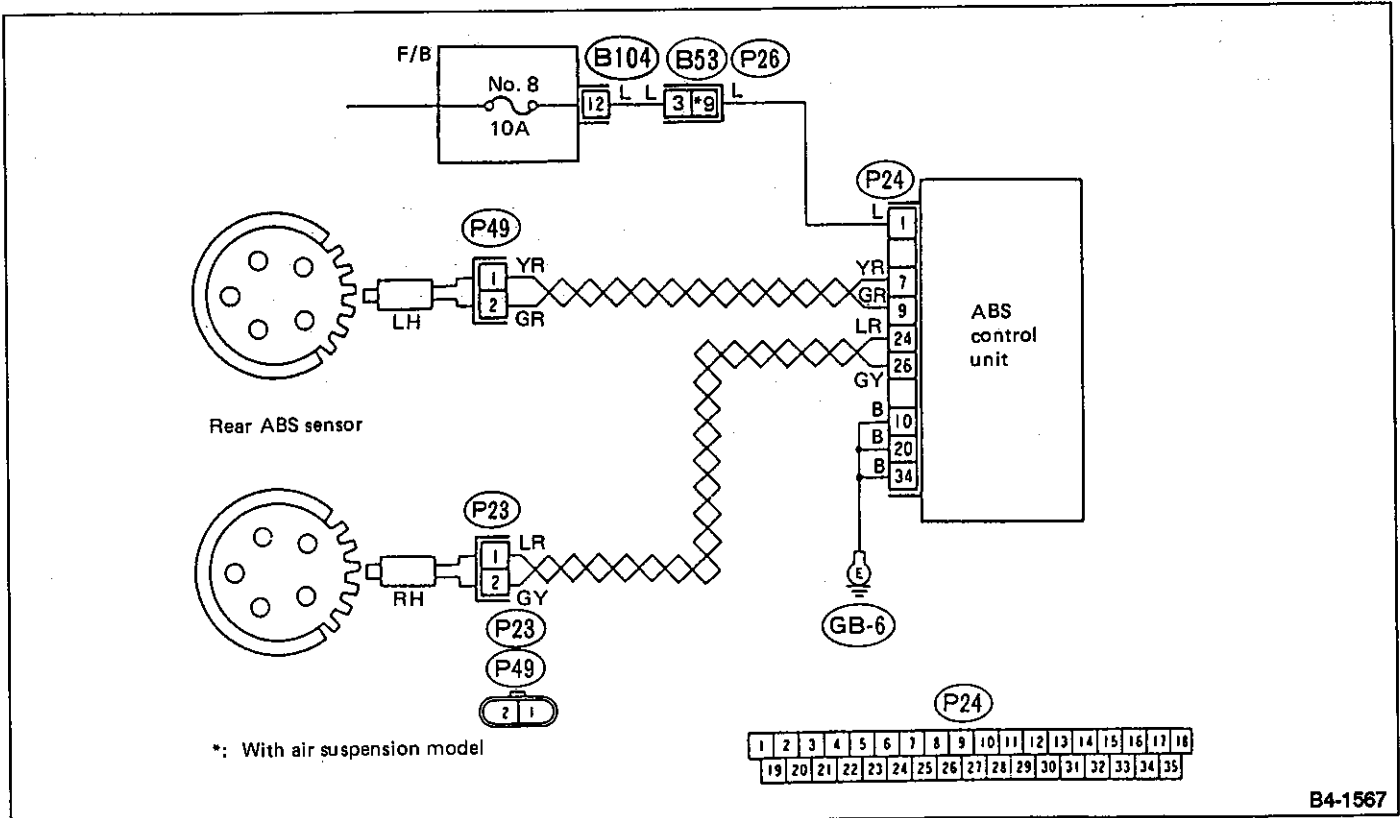 F/B
No. 8
10A
B104 B53 P26
12 L L 3 *9 L
P24
L 1
P49
1 YR
2 GR
LH
YR 7
GR 9
LR 24
GY 26
B 10
B 20
B 34
ABS
control
unit
Rear ABS sensor
P23
1 LR
2 GY
RH
E
GB-6
P23
P49
2 1
*: With air suspension model
P24
1 2 3 4 5 6 7 8 9 10 11 12 13 14 15 16 17 18
19 20 21 22 23 24 25 26 27 28 29 30 31 32 33 34 35
B4-1567